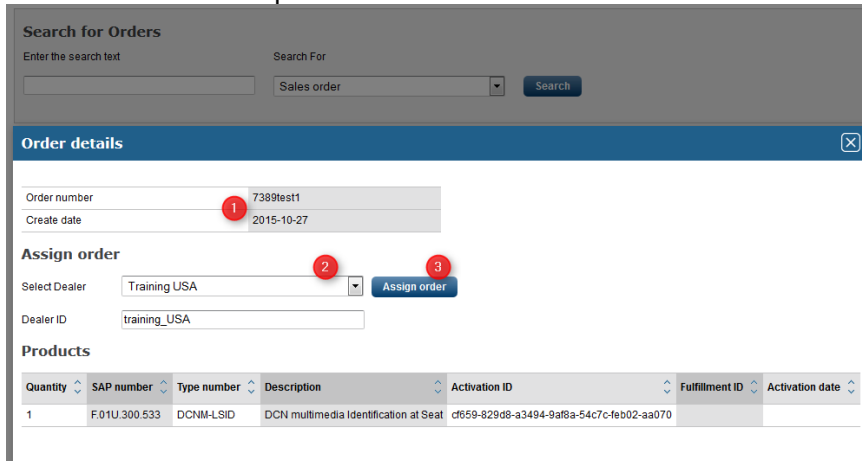 Search for Orders
Enter the search text Search For
Sales order Search
Order details
Order number 7389test1
1
Create date 2015-10-27
Assign order
2 3
Select Dealer Training USA Assign order
Dealer ID training_USA
Products
Quantity SAP number Type number Description Activation ID Fulfillment ID Activation date
1 F.01U.300.533 DCNM-LSID DCN multimedia Identification at Seat cf659-829d8-a3494-9af8a-54c7c-feb02-aa070